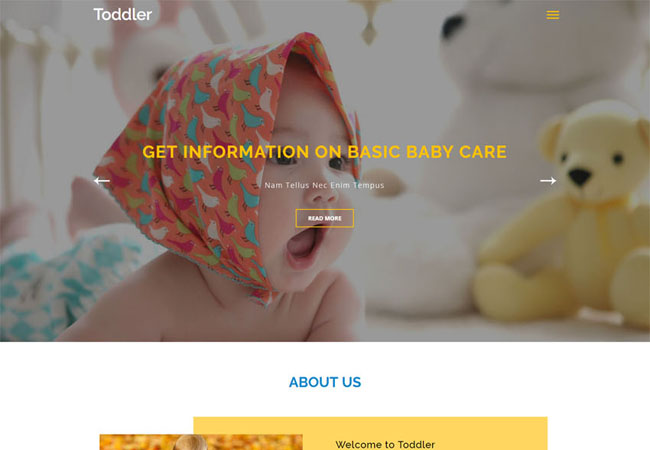 Toddler
GET INFORMATION ON BASIC BABY CARE
Nam Tellus Nec Enim Tempus
READ MORE
ABOUT US
Welcome to Toddler